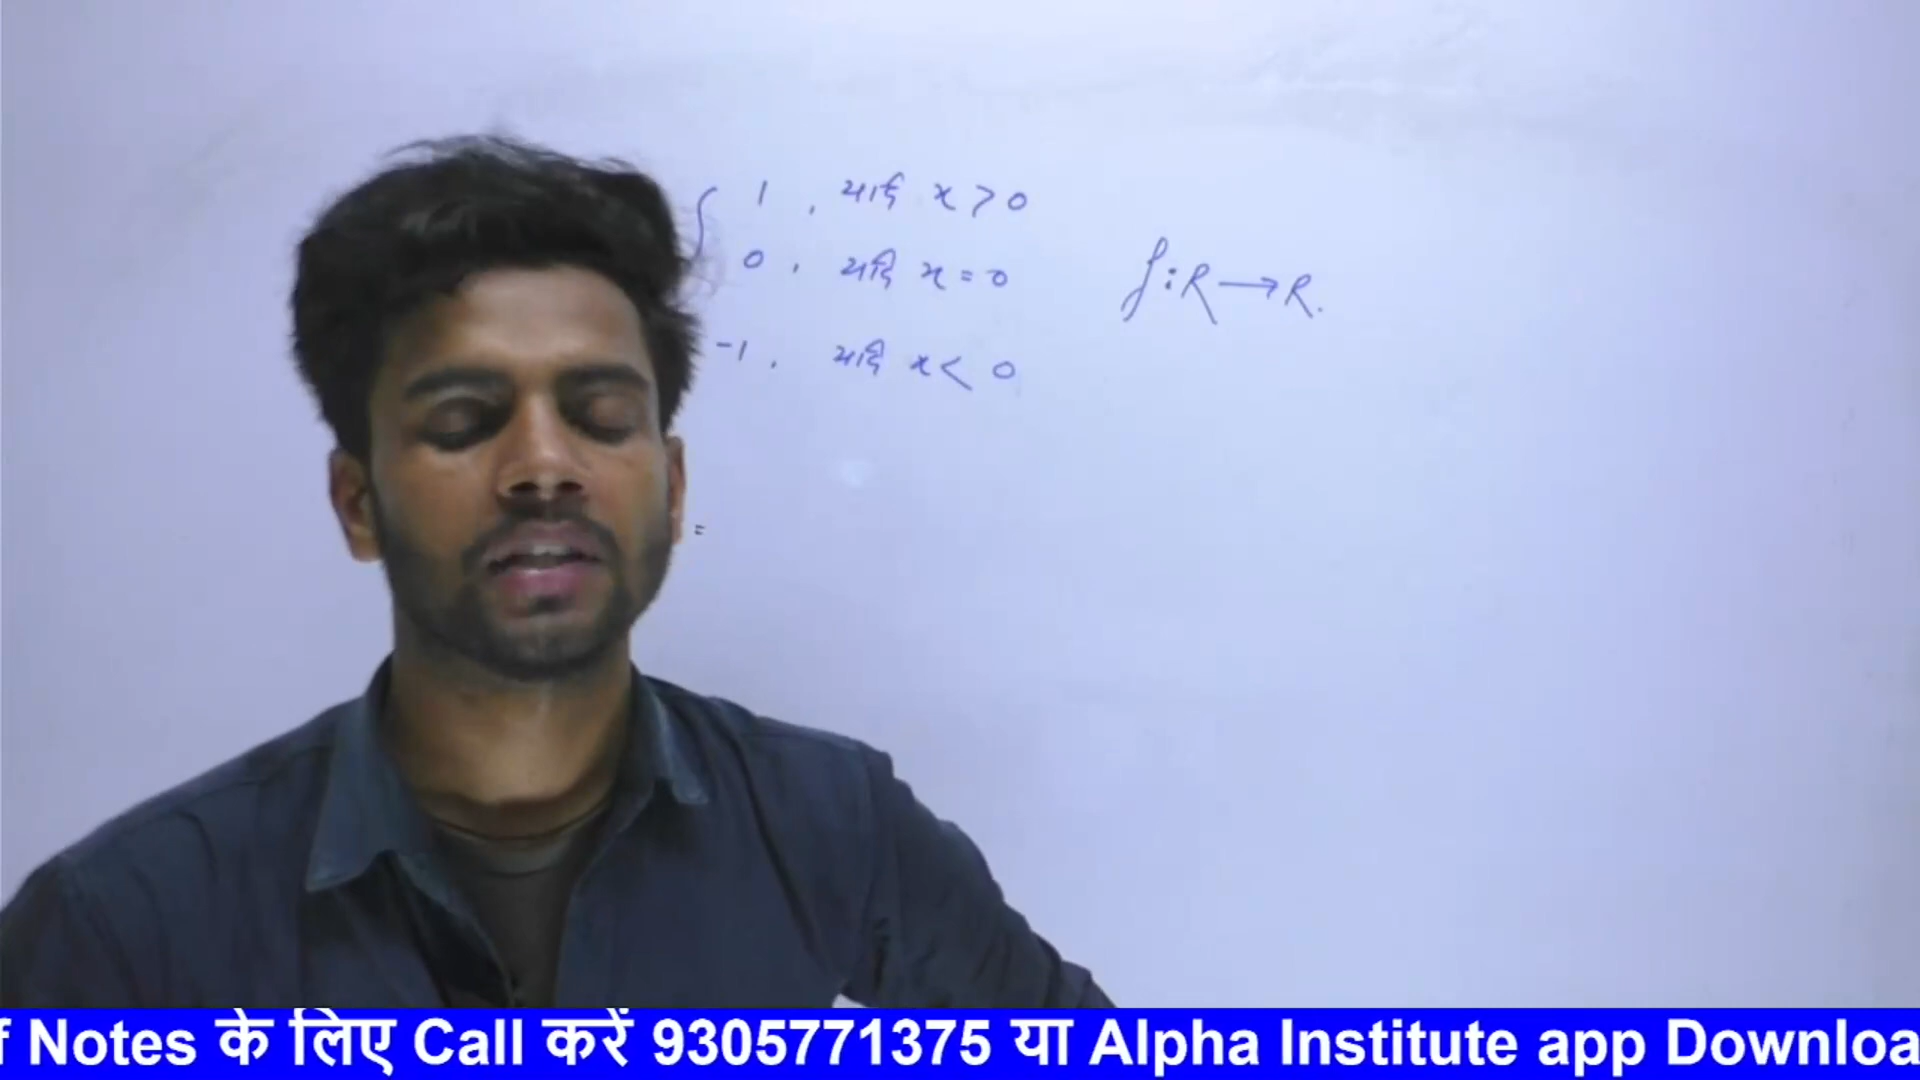 { 1 , यदि x > 0
0 , यदि x = 0
-1 , यदि x < 0
f : R → R.
=
f Notes के लिए Call करें 9305771375 या Alpha Institute app Downloa